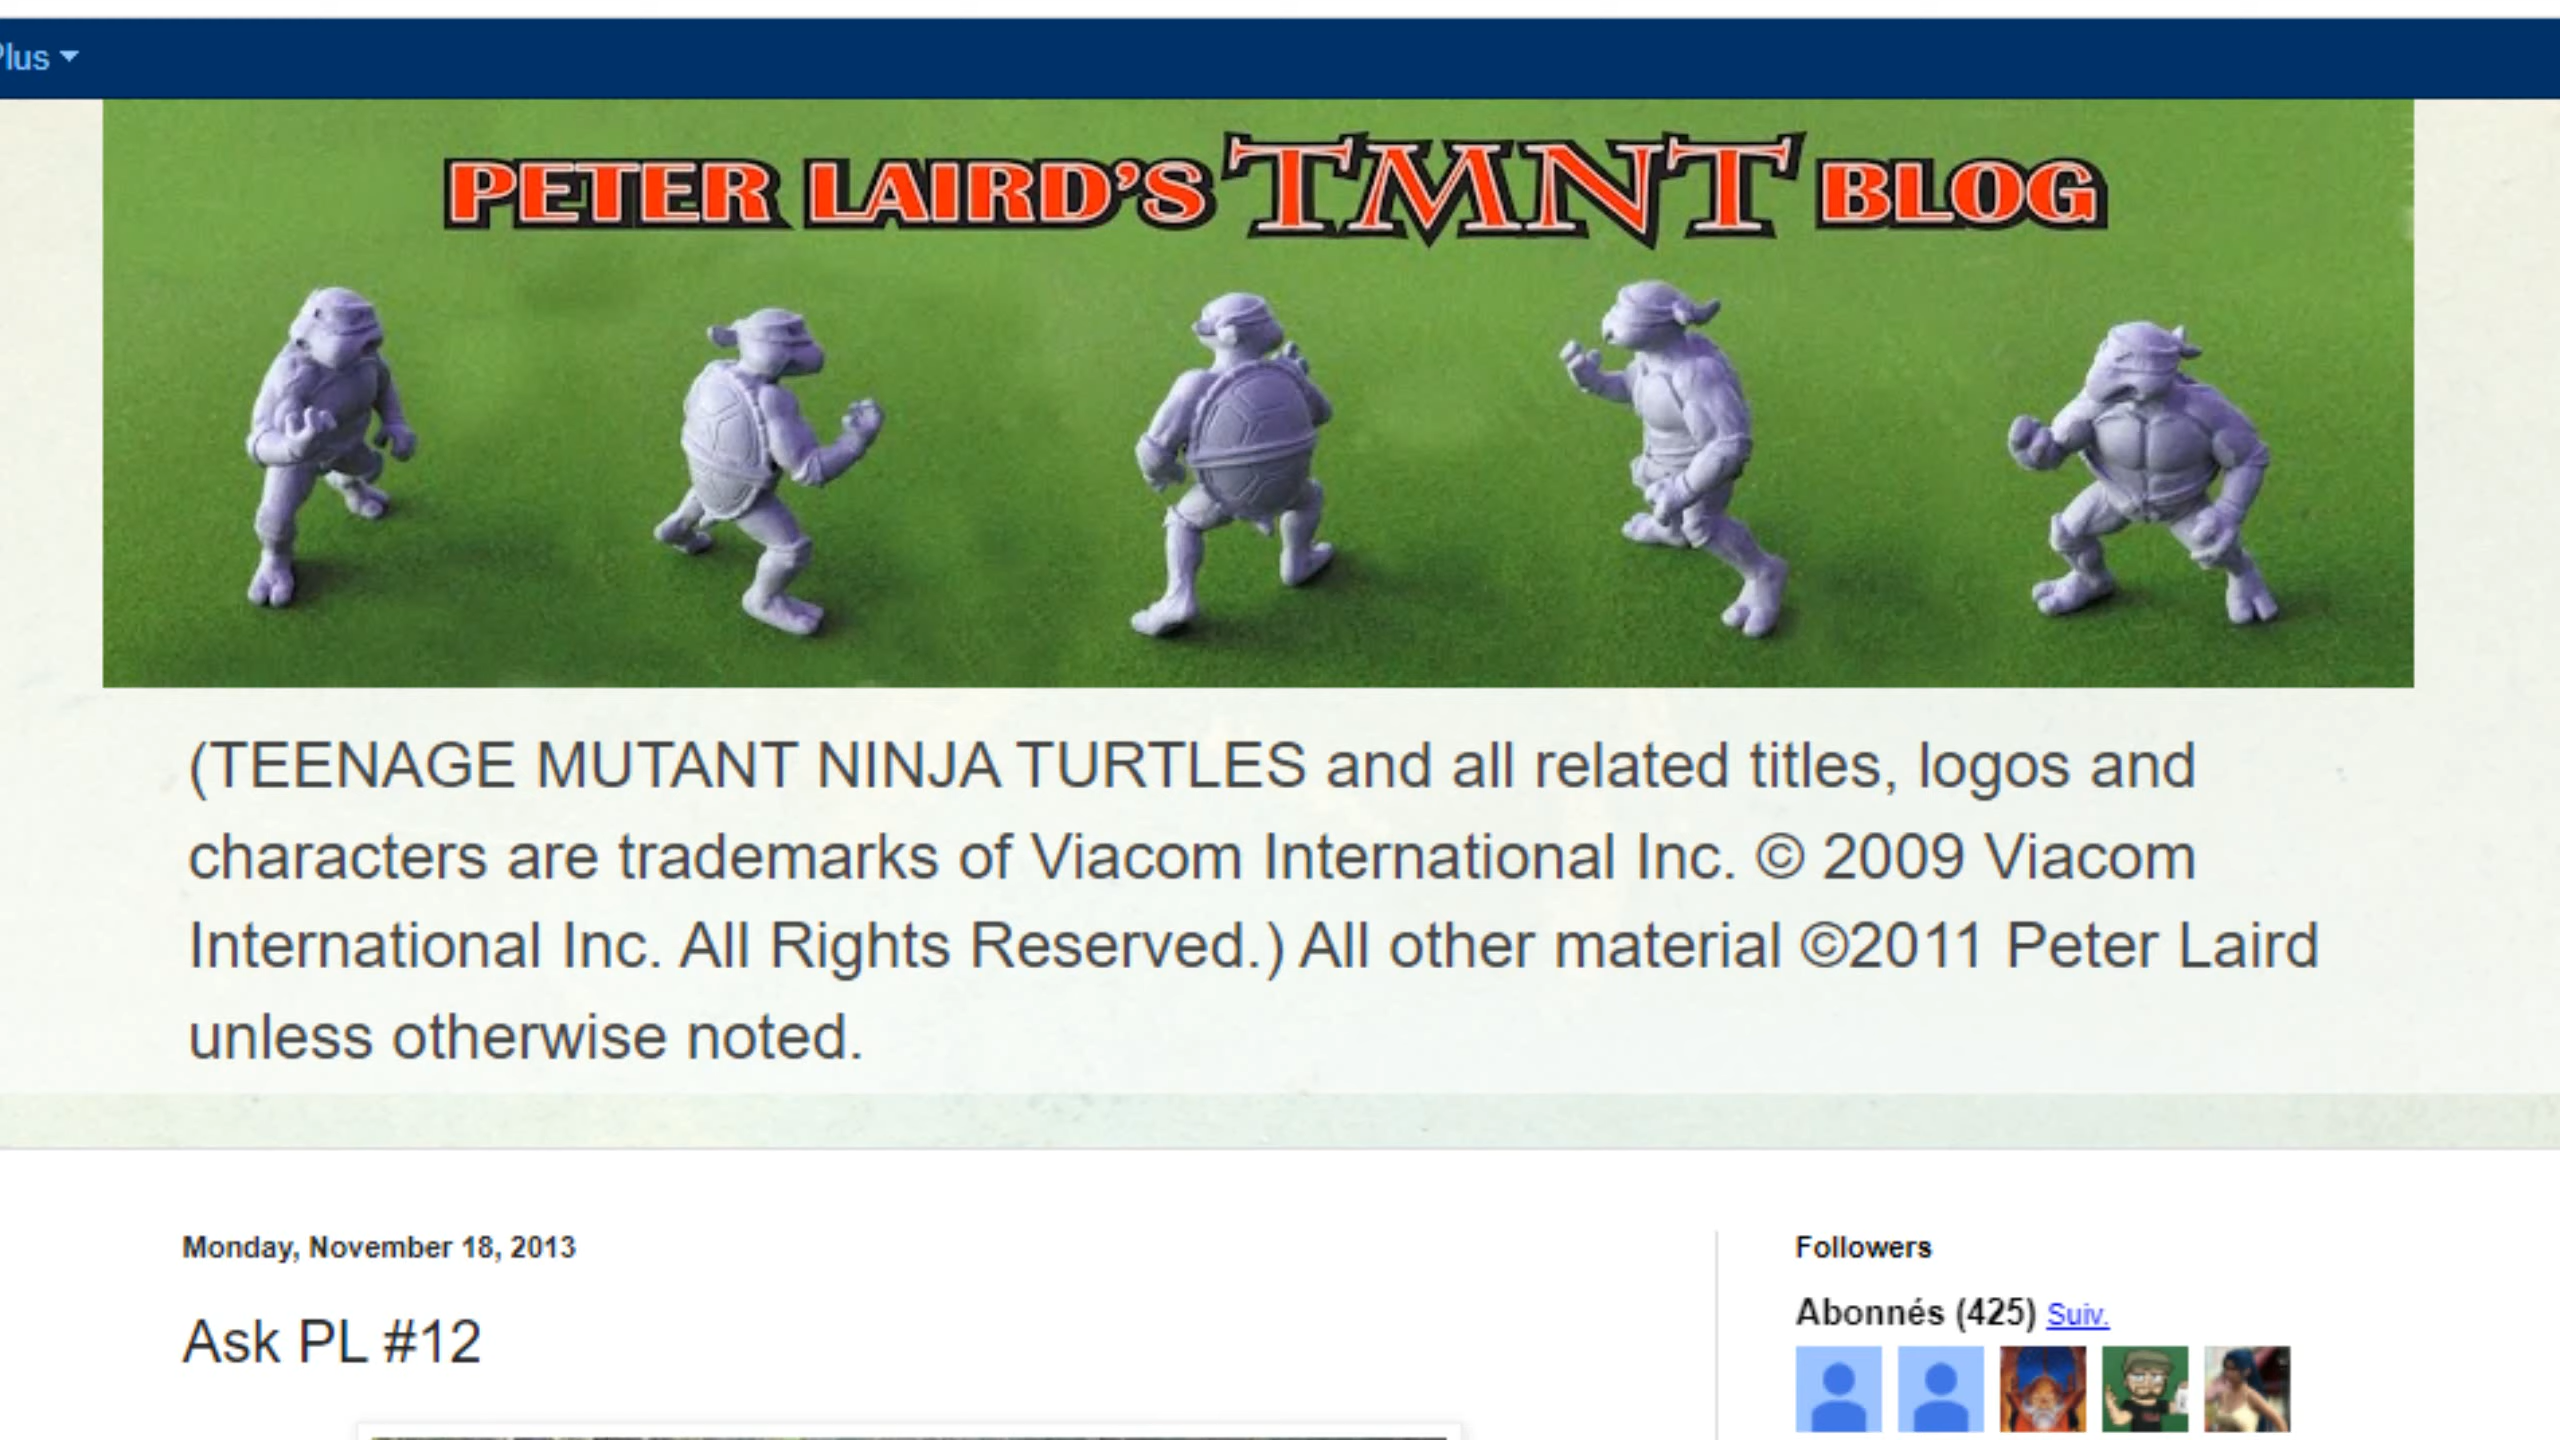 Plus
PETER LAIRD'S TMNT BLOG
(TEENAGE MUTANT NINJA TURTLES and all related titles, logos and
characters are trademarks of Viacom International Inc. © 2009 Viacom
International Inc. All Rights Reserved.) All other material ©2011 Peter Laird
unless otherwise noted.
Monday, November 18, 2013
Ask PL #12
Followers
Abonnés (425) Suiv.